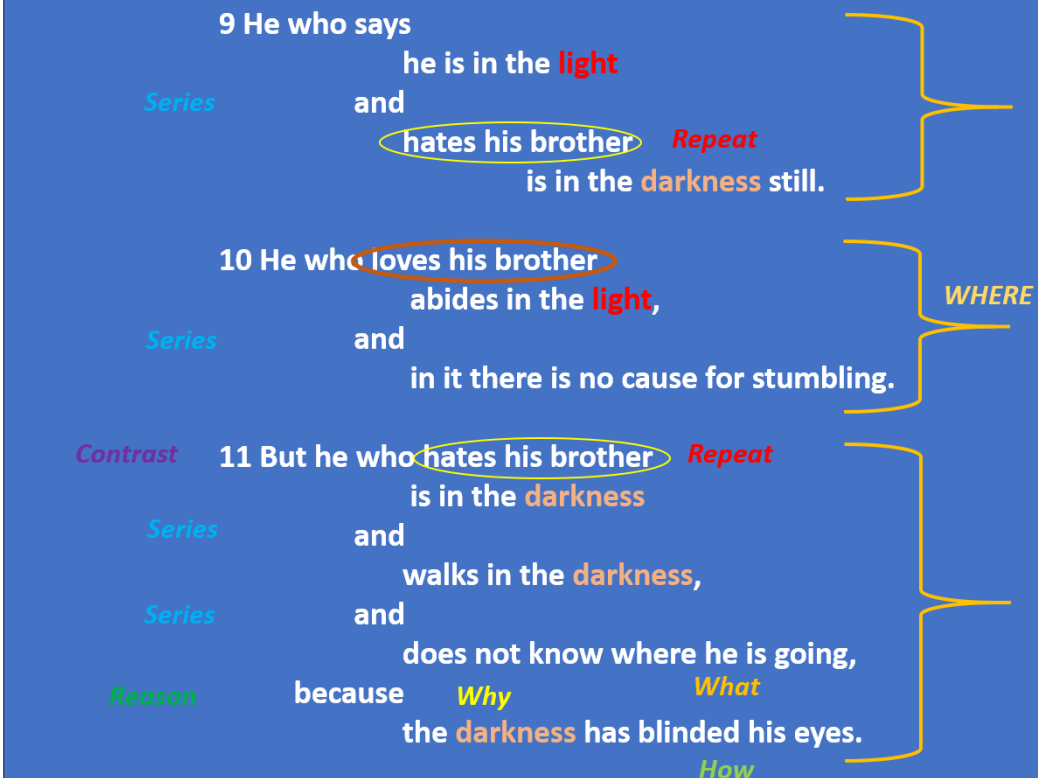 9 He who says
he is in the light
Series and
hates his brother Repeat
is in the darkness still.
10 He who loves his brother
abides in the light,
WHERE
Series and
in it there is no cause for stumbling.
Contrast 11 But he who hates his brother Repeat
is in the darkness
Series and
walks in the darkness,
Series and
does not know where he is going,
Reason because Why What
the darkness has blinded his eyes.
How